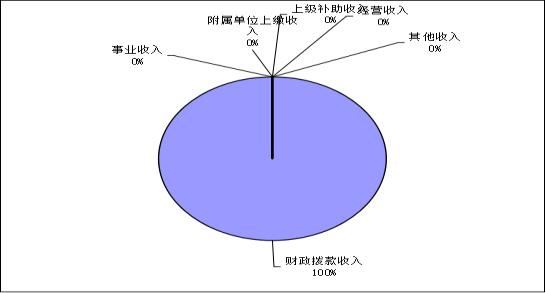 上级补助收
0%
经营收入
0%
附属单位上缴收
入
0%
其他收入
0%
事业收入
0%
财政拨款收入
100%